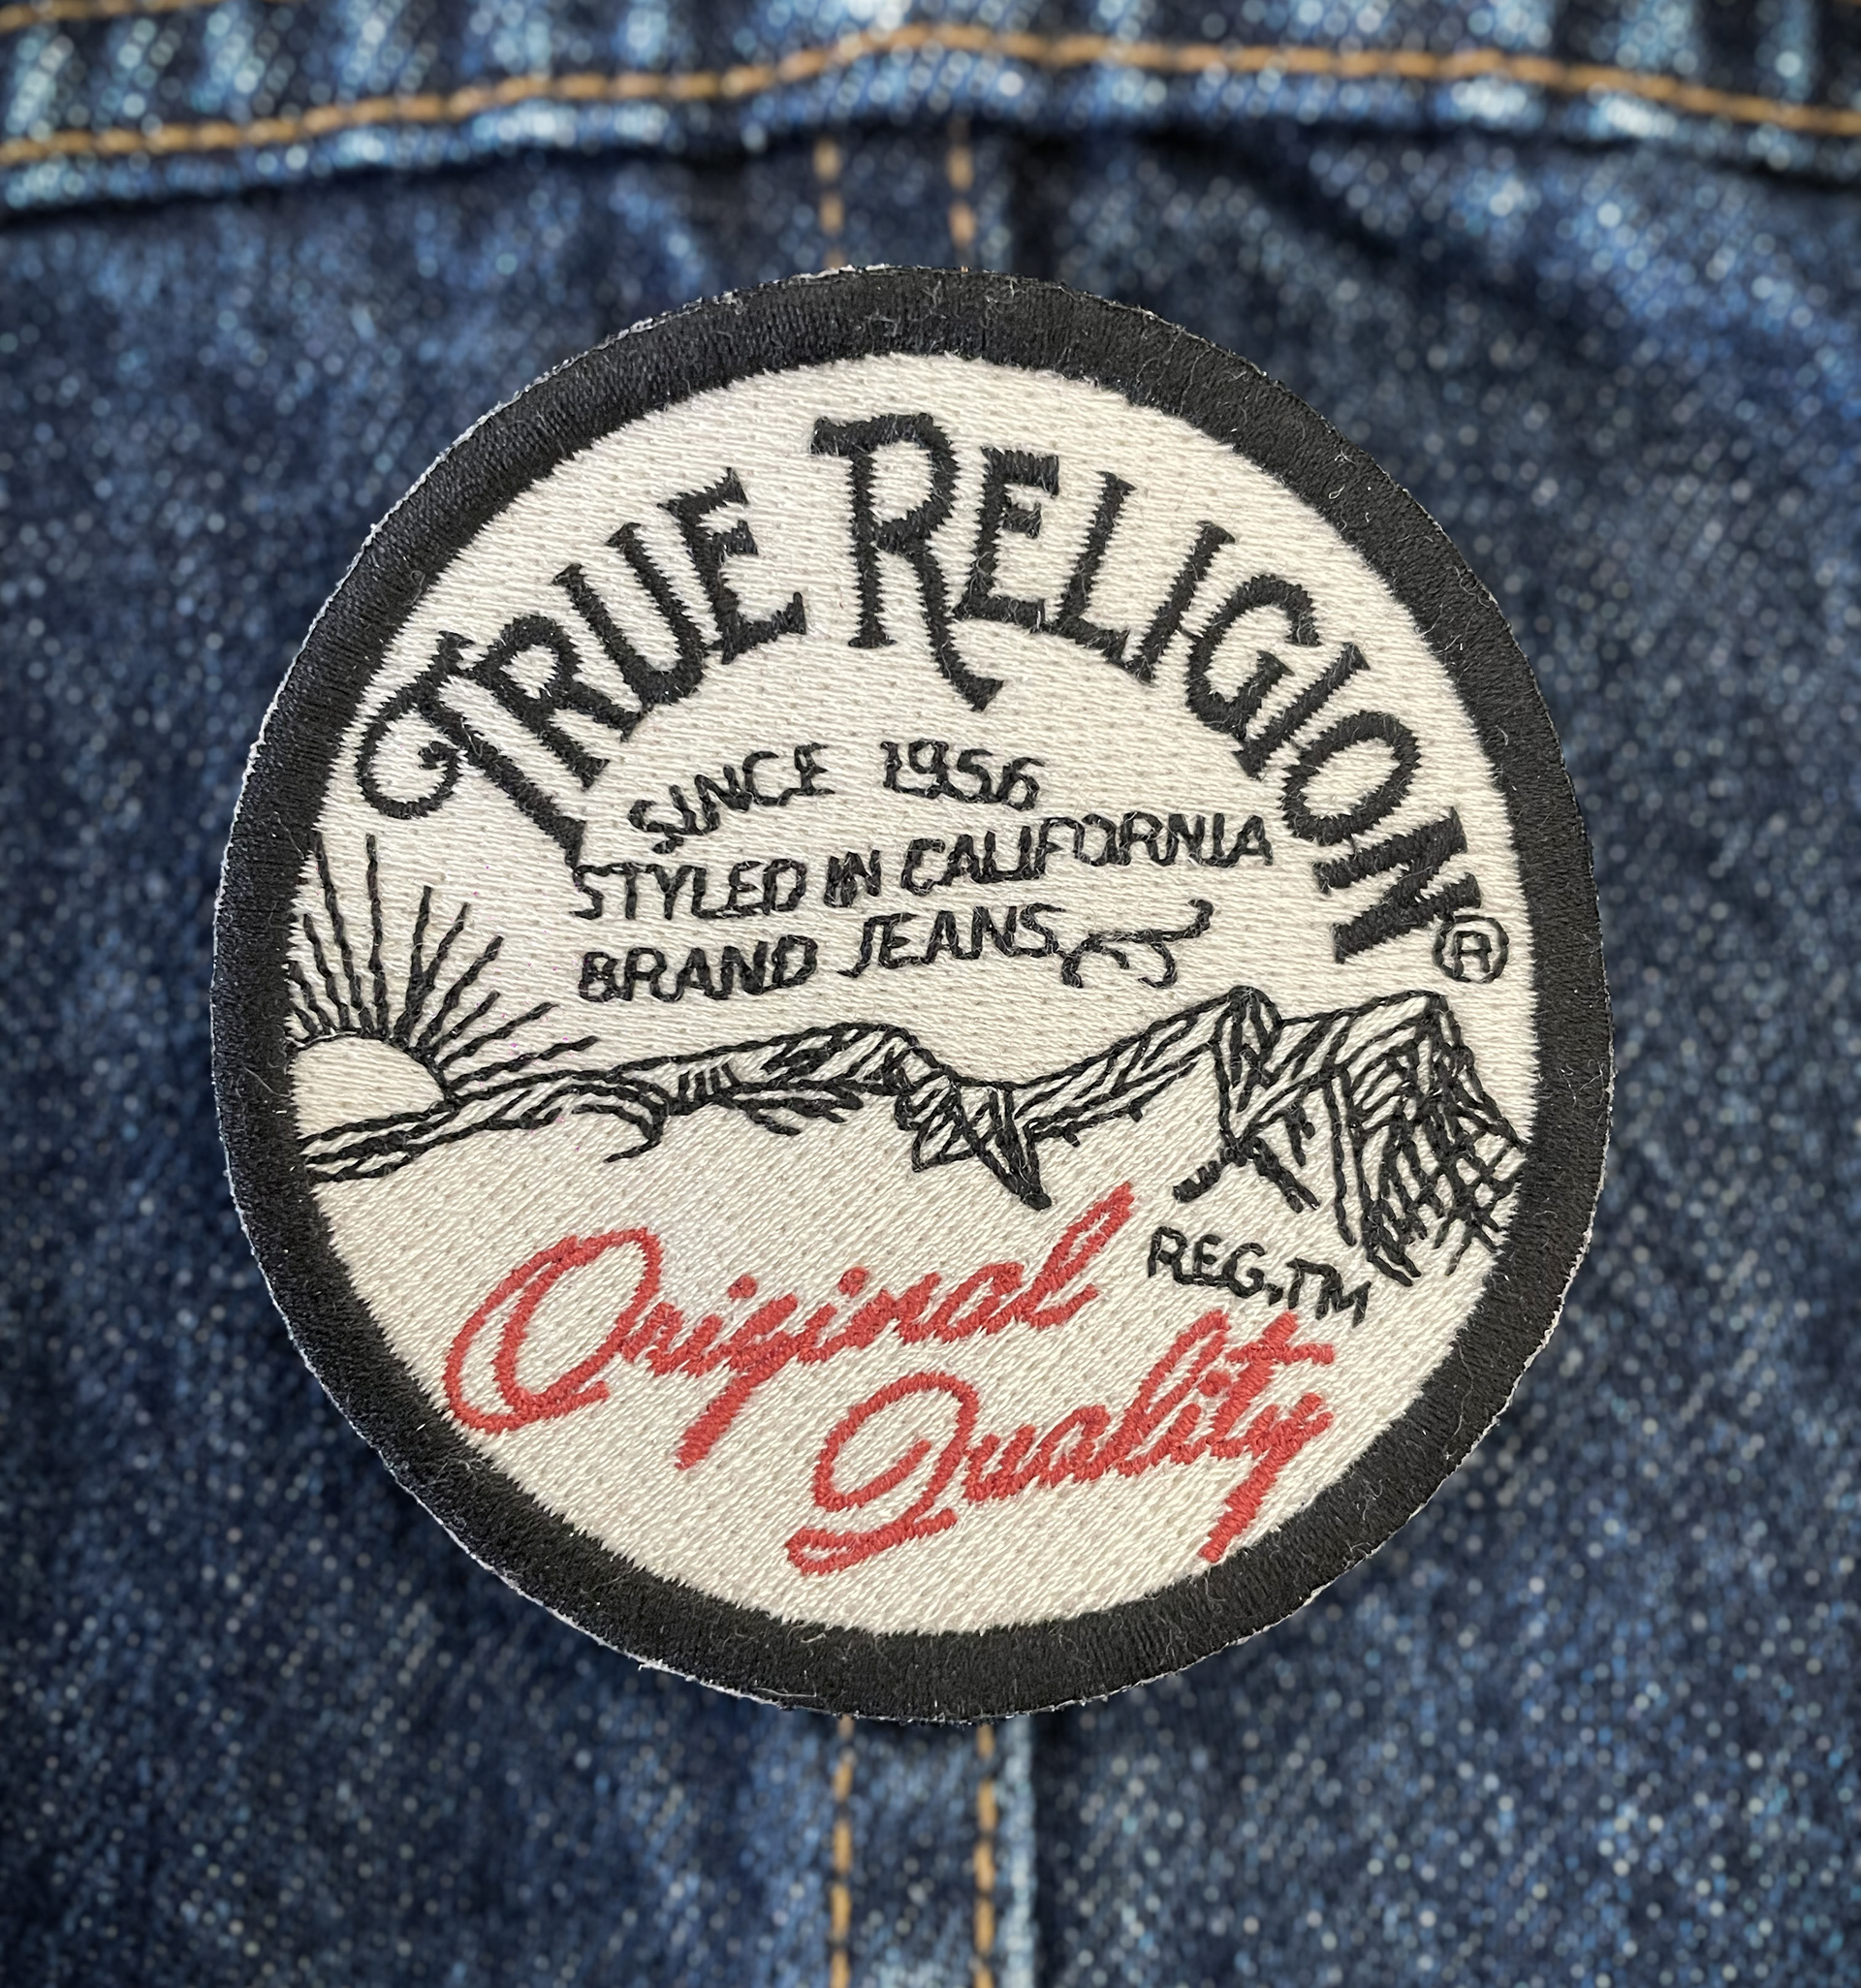 TRUE RELIGION®
SINCE 1956
STYLED IN CALIFORNIA
BRAND JEANS
REG.TM
Original
Quality